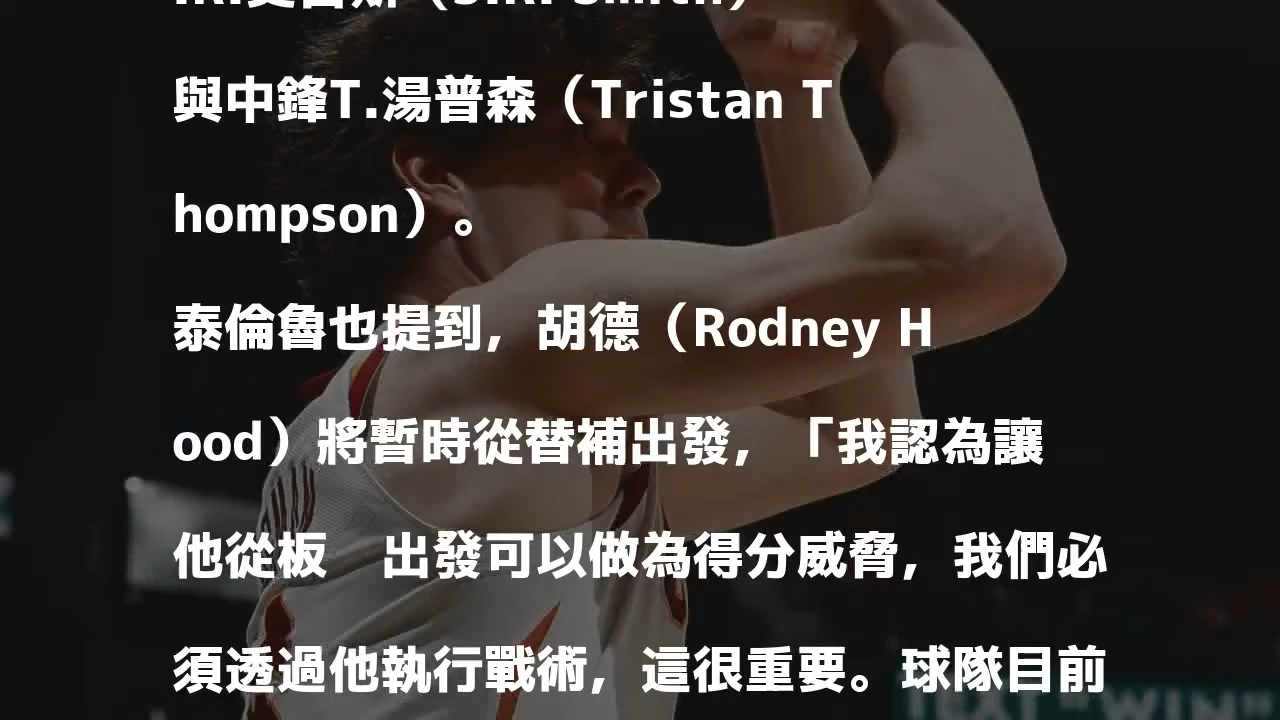 與中鋒T.湯普森（Tristan T
hompson）。
泰倫魯也提到，胡德（Rodney H
ood）將暫時從替補出發，「我認為讓
他從板　出發可以做為得分威脅，我們必
須透過他執行戰術，這很重要。球隊目前
TEXT "WIN"